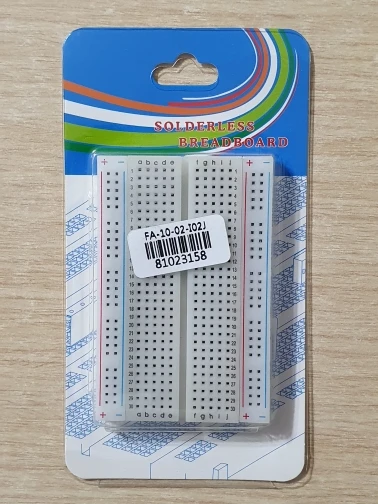 SOLDERLESS
BREADBOARD
+ − a b c d e f g h i j + −
FA-10-02-I02J
81023158
+ − a b c d e f g h i j + −